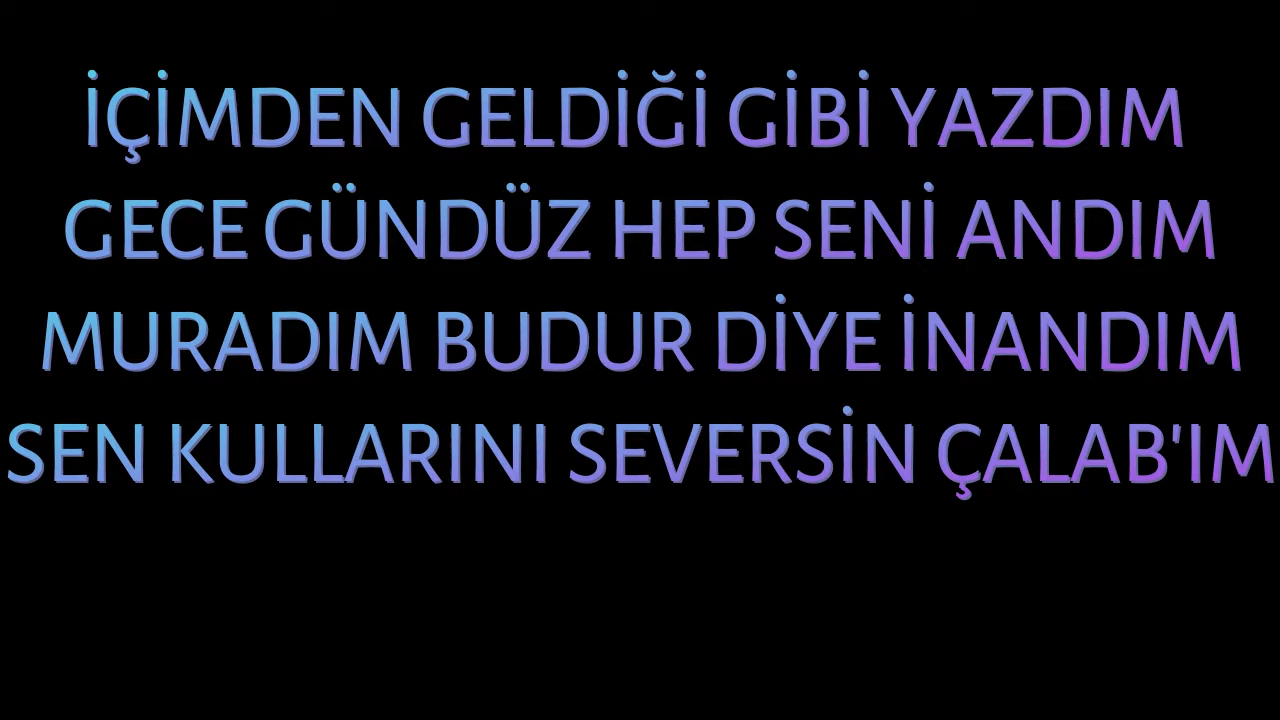 İÇİMDEN GELDİĞİ GİBİ YAZDIM
GECE GÜNDÜZ HEP SENİ ANDIM
MURADIM BUDUR DİYE İNANDIM
SEN KULLARINI SEVERSİN ÇALAB'IM